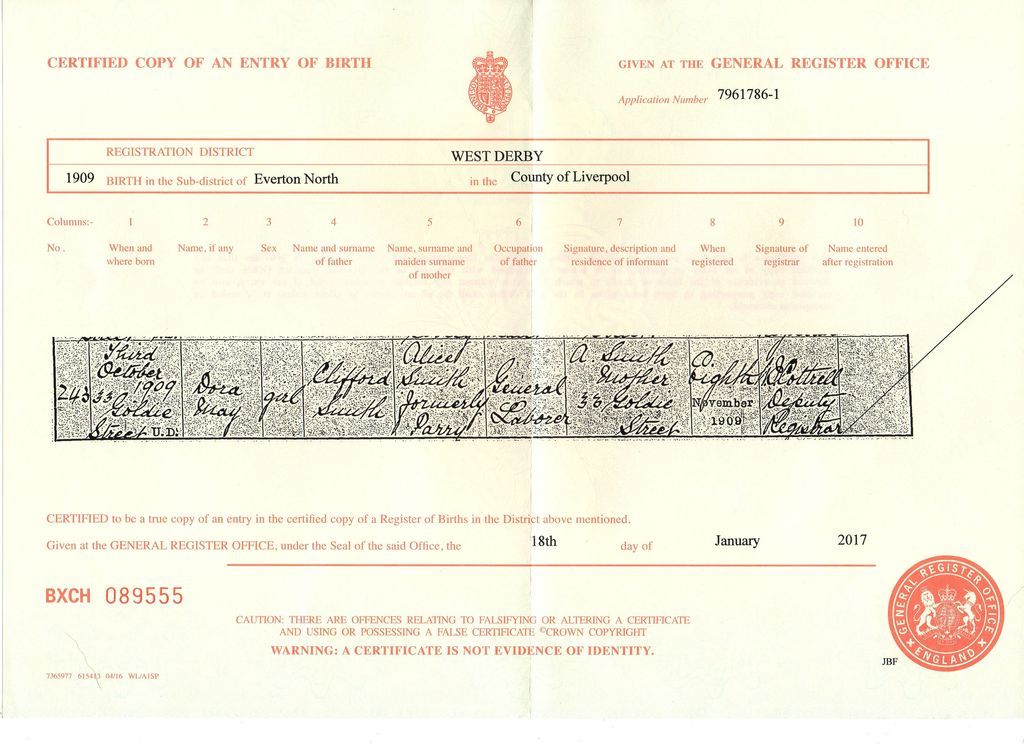 CERTIFIED COPY OF AN ENTRY OF BIRTH
GIVEN AT THE GENERAL REGISTER OFFICE
Application Number 7961786-1
REGISTRATION DISTRICT WEST DERBY
1909 BIRTH in the Sub-district of Everton North in the County of Liverpool
Columns:- 1 2 3 4 5 6 7 8 9 10
No. When and where born
Name, if any
Sex
Name and surname of father
Name, surname and maiden surname of mother
Occupation of father
Signature, description and residence of informant
When registered
Signature of registrar
Name entered after registration
243
Third
October
1909
33 Goldie
Street U.D.
Dora
May
girl
Clifford
Smith
Alice
Smith
formerly
Parry
General
Laborer
A. Smith
Mother
33 Goldie
Street
Eighth
November
1909
Deputy
Registrar
CERTIFIED to be a true copy of an entry in the certified copy of a Register of Births in the District above mentioned.
Given at the GENERAL REGISTER OFFICE, under the Seal of the said Office, the 18th day of January 2017
BXCH 089555
CAUTION: THERE ARE OFFENCES RELATING TO FALSIFYING OR ALTERING A CERTIFICATE
AND USING OR POSSESSING A FALSE CERTIFICATE ©CROWN COPYRIGHT
WARNING: A CERTIFICATE IS NOT EVIDENCE OF IDENTITY.
GENERAL REGISTER OFFICE
ENGLAND
JBF
7365977 615413 04/16 WL/A1SP